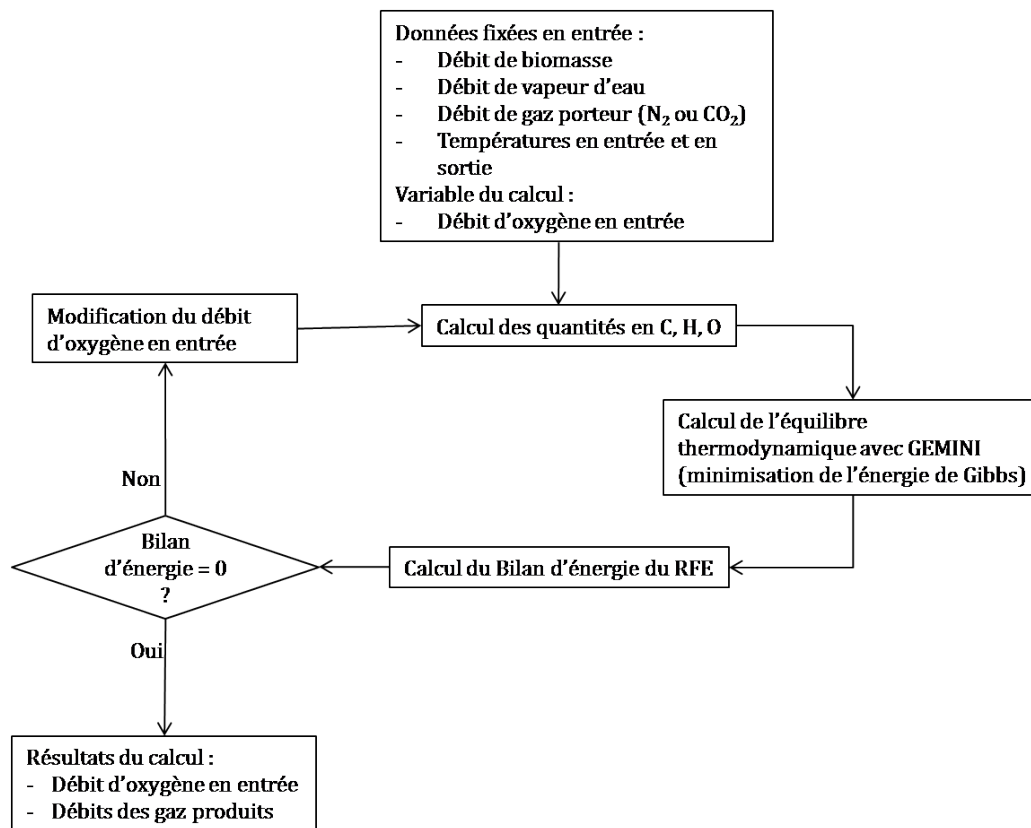 Données fixées en entrée :
- Débit de biomasse
- Débit de vapeur d'eau
- Débit de gaz porteur (N₂ ou CO₂)
- Températures en entrée et en
sortie
Variable du calcul :
- Débit d'oxygène en entrée
Modification du débit
d'oxygène en entrée
Calcul des quantités en C, H, O
Calcul de l'équilibre
thermodynamique avec GEMINI
(minimisation de l'énergie de Gibbs)
Calcul du Bilan d'énergie du RFE
Bilan
d'énergie = 0
?
Non
Oui
Résultats du calcul :
- Débit d'oxygène en entrée
- Débits des gaz produits